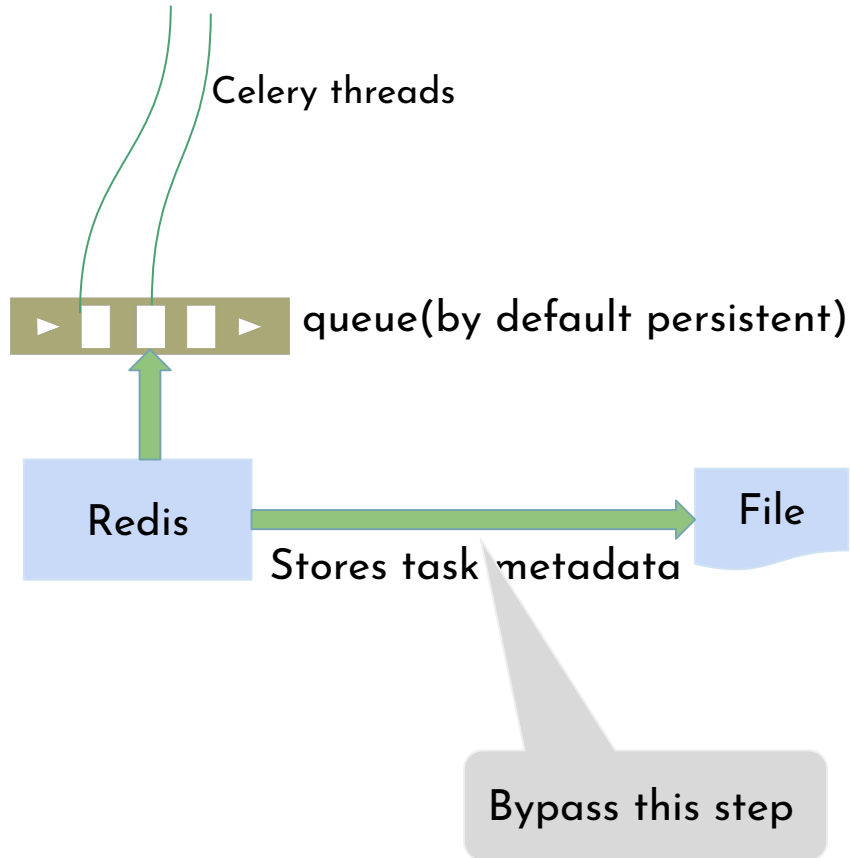 Celery threads
queue(by default persistent)
Redis
File
Stores task metadata
Bypass this step